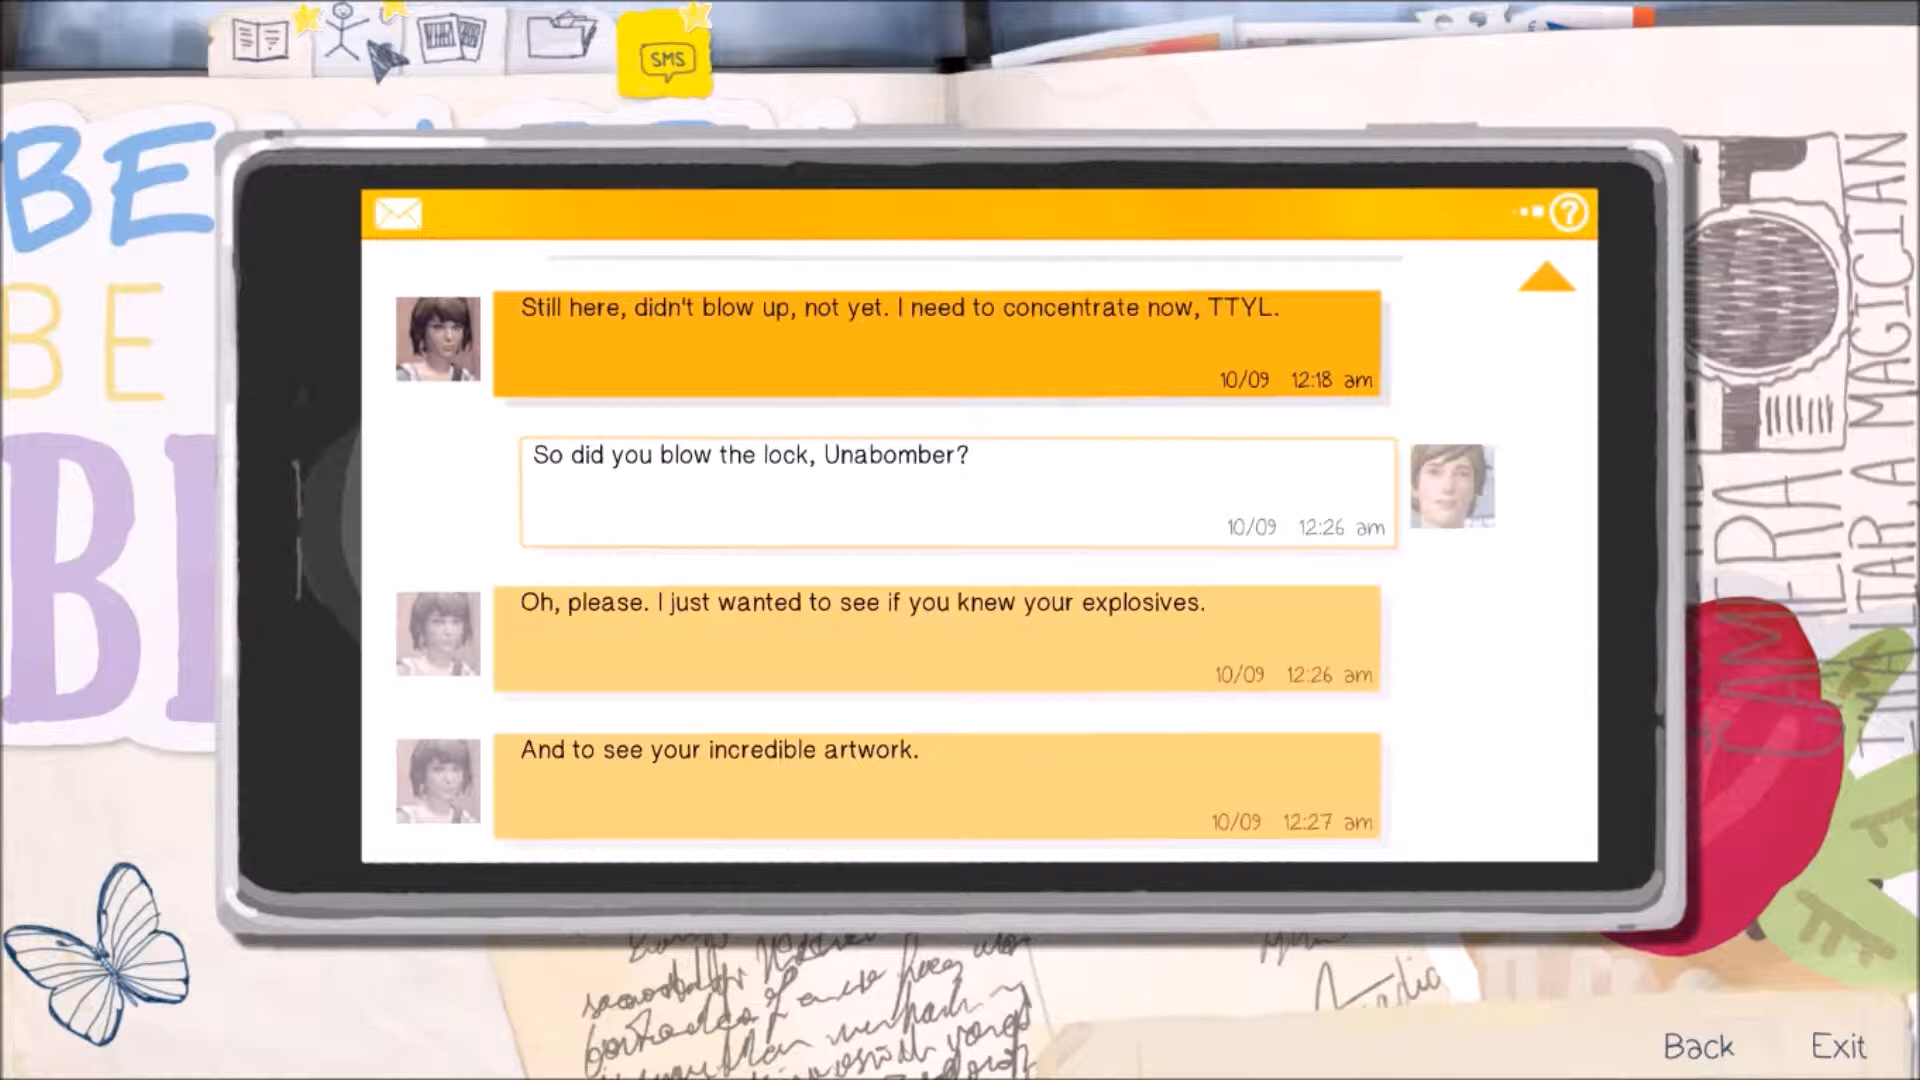 SMS
BE
BE
Still here, didn't blow up, not yet. I need to concentrate now, TTYL.
10/09 12:18 am
So did you blow the lock, Unabomber?
10/09 12:26 am
Oh, please. I just wanted to see if you knew your explosives.
10/09 12:26 am
And to see your incredible artwork.
10/09 12:27 am
CAMERA
A MAGICIAN
Back
Exit